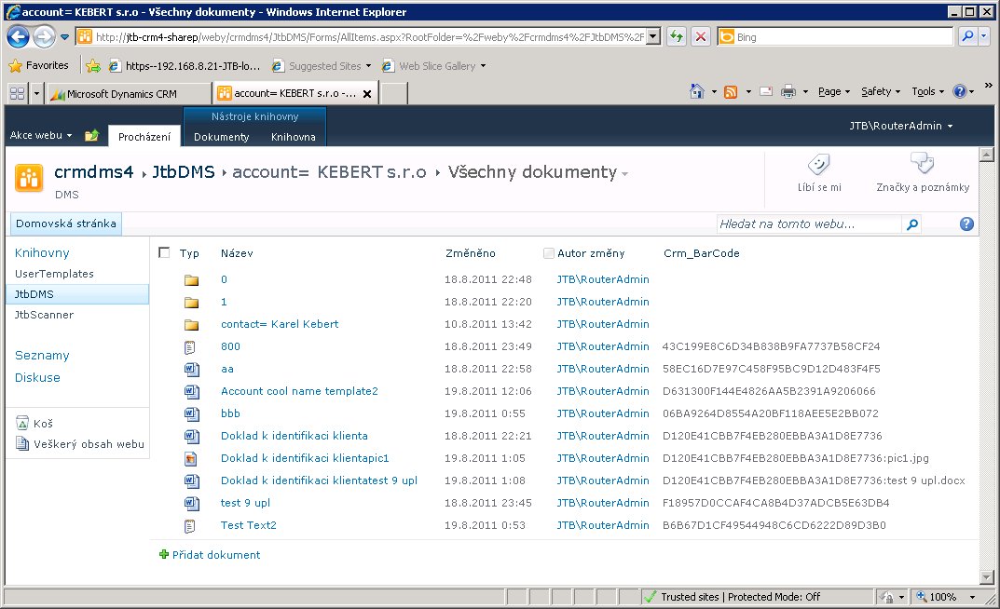 account= KEBERT s.r.o - Všechny dokumenty - Windows Internet Explorer
http://jtb-crm4-sharep/weby/crmdms4/JtbDMS/Forms/AllItems.aspx?RootFolder=%2Fweby%2Fcrmdms4%2FJtbDMS%2F
Bing
Favorites
https--192.168.8.21-JTB-lo...
Suggested Sites
Web Slice Gallery
Microsoft Dynamics CRM
account= KEBERT s.r.o -...
Page
Safety
Tools
Nástroje knihovny
Akce webu
Procházení
Dokumenty
Knihovna
JTB\RouterAdmin
crmdms4 › JtbDMS › account= KEBERT s.r.o › Všechny dokumenty
DMS
Líbí se mi
Značky a poznámky
Domovská stránka
Hledat na tomto webu...
Knihovny
UserTemplates
JtbDMS
JtbScanner
Seznamy
Diskuse
Koš
Veškerý obsah webu
Typ Název Změněno Autor změny Crm_BarCode
0 18.8.2011 22:48 JTB\RouterAdmin
1 18.8.2011 22:20 JTB\RouterAdmin
contact= Karel Kebert 10.8.2011 13:42 JTB\RouterAdmin
800 18.8.2011 23:49 JTB\RouterAdmin 43C199E8C6D34B838B9FA7737B58CF24
aa 18.8.2011 22:58 JTB\RouterAdmin 58EC16D7E97C458F95BC9D12D483F4F5
Account cool name template2 19.8.2011 12:06 JTB\RouterAdmin D631300F144E4826AA5B2391A9206066
bbb 19.8.2011 0:55 JTB\RouterAdmin 06BA9264D8554A20BF118AEE5E2BB072
Doklad k identifikaci klienta 18.8.2011 22:21 JTB\RouterAdmin D120E41CBB7F4EB280EBBA3A1D8E7736
Doklad k identifikaci klientapic1 19.8.2011 1:05 JTB\RouterAdmin D120E41CBB7F4EB280EBBA3A1D8E7736:pic1.jpg
Doklad k identifikaci klientatest 9 upl 19.8.2011 1:08 JTB\RouterAdmin D120E41CBB7F4EB280EBBA3A1D8E7736:test 9 upl.docx
test 9 upl 18.8.2011 23:45 JTB\RouterAdmin F18957D0CCAF4CA8B4D37ADCB5E63DB4
Test Text2 19.8.2011 0:53 JTB\RouterAdmin B6B67D1CF49544948C6CD6222D89D3B0
Přidat dokument
Trusted sites | Protected Mode: Off
100%